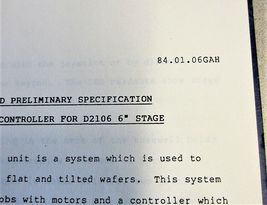 84.01.06GAH
D PRELIMINARY SPECIFICATION
CONTROLLER FOR D2106 6" STAGE
unit is a system which is used to
flat and tilted wafers. This system
obs with motors and a controller which